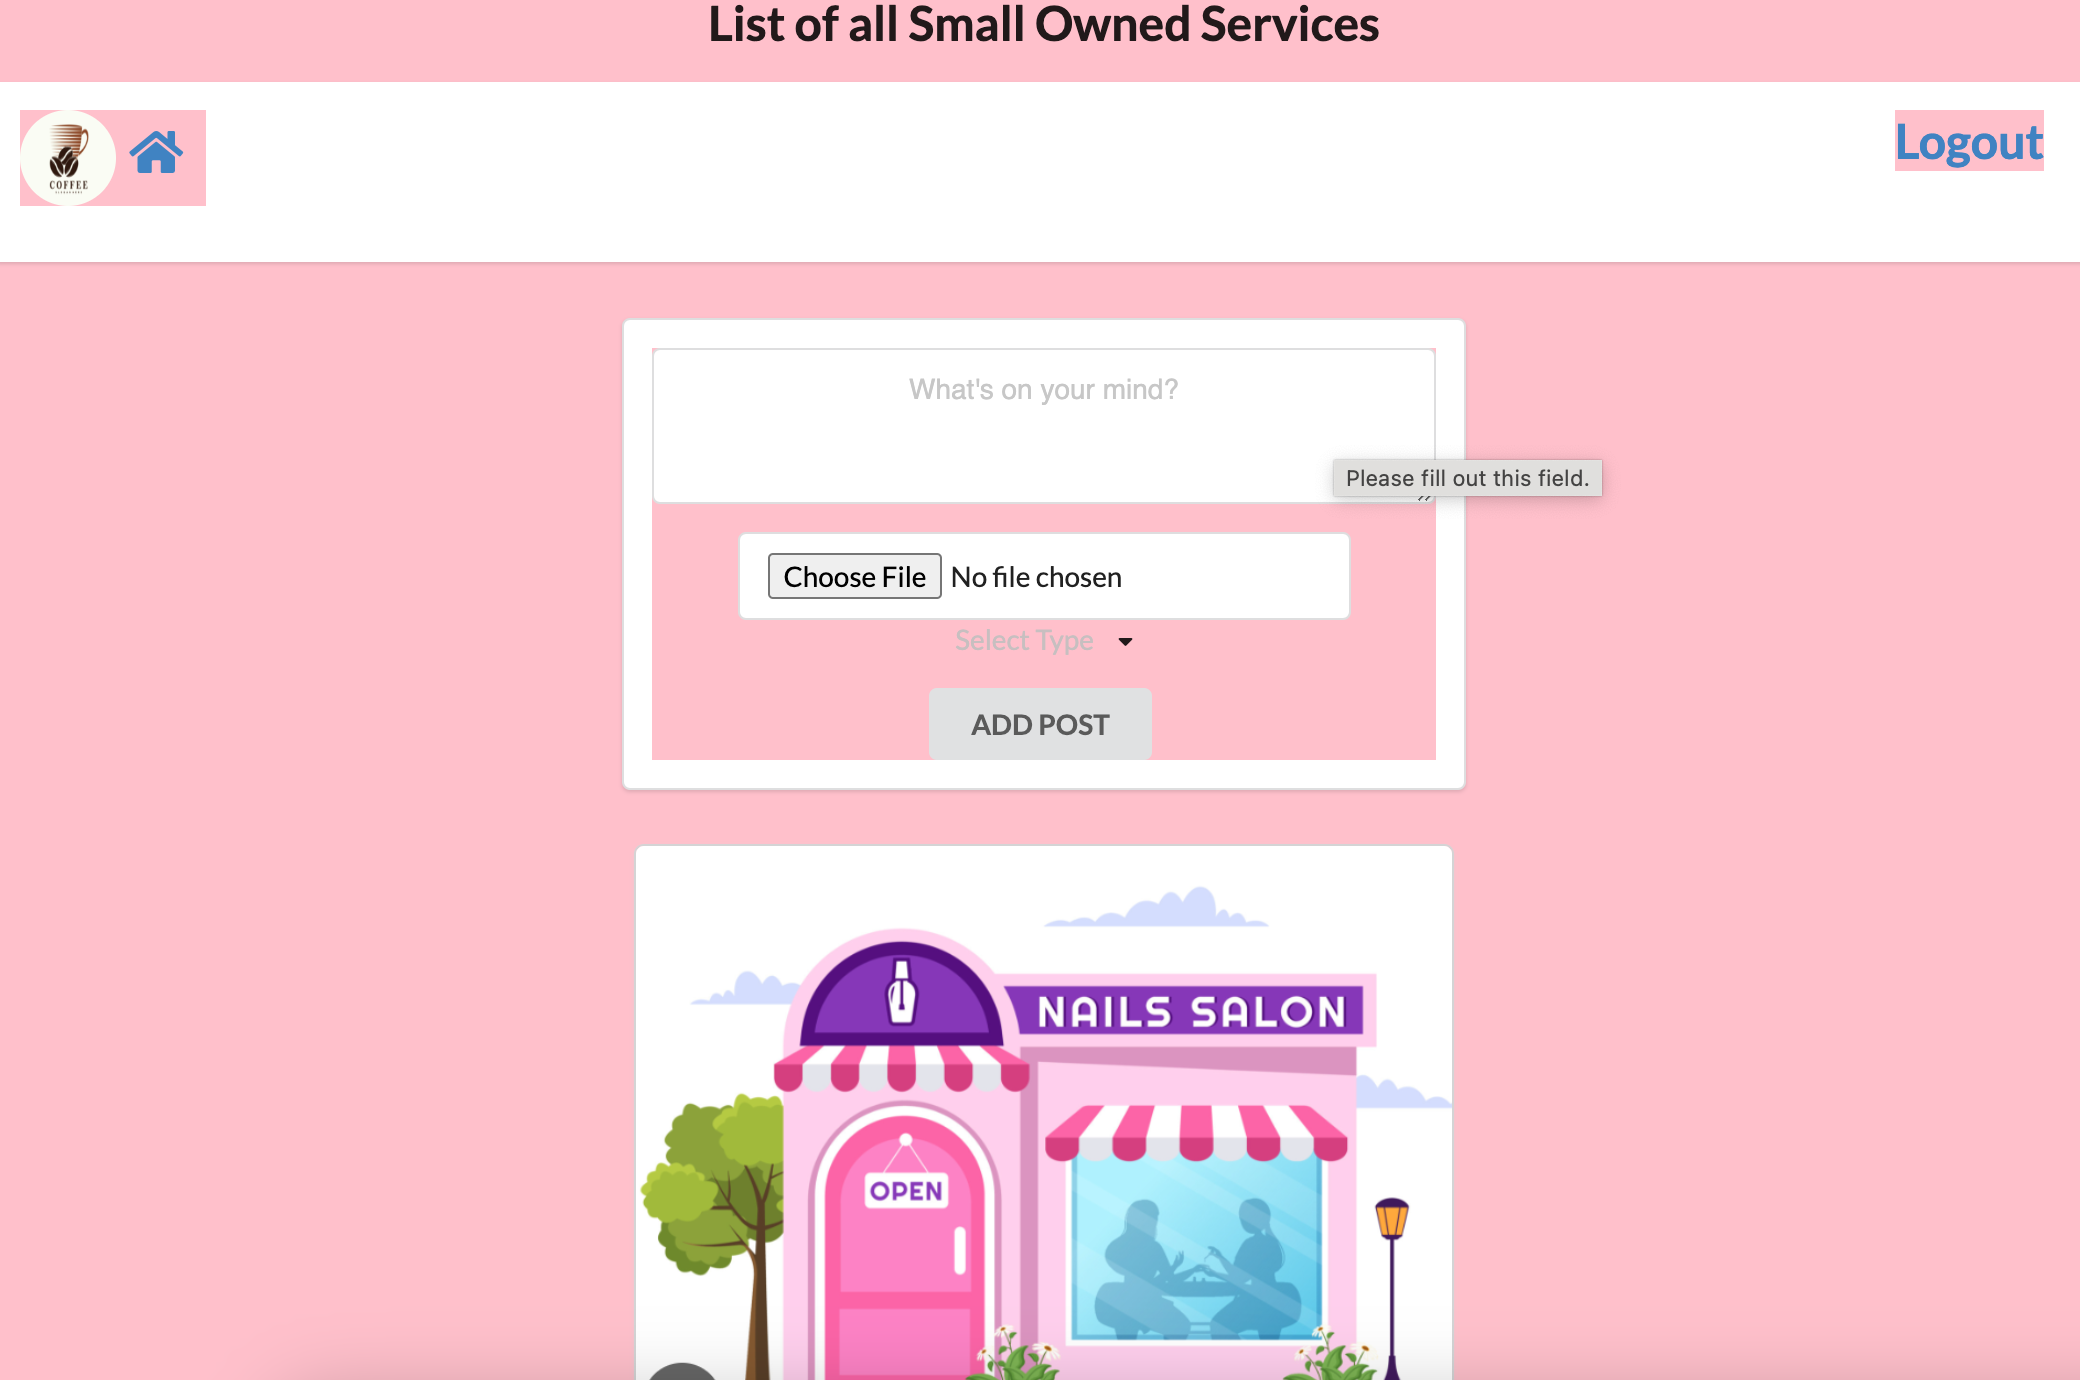 List of all Small Owned Services
COFFEE
Logout
What's on your mind?
Please fill out this field.
Choose File No file chosen
Select Type
ADD POST
NAILS SALON
OPEN